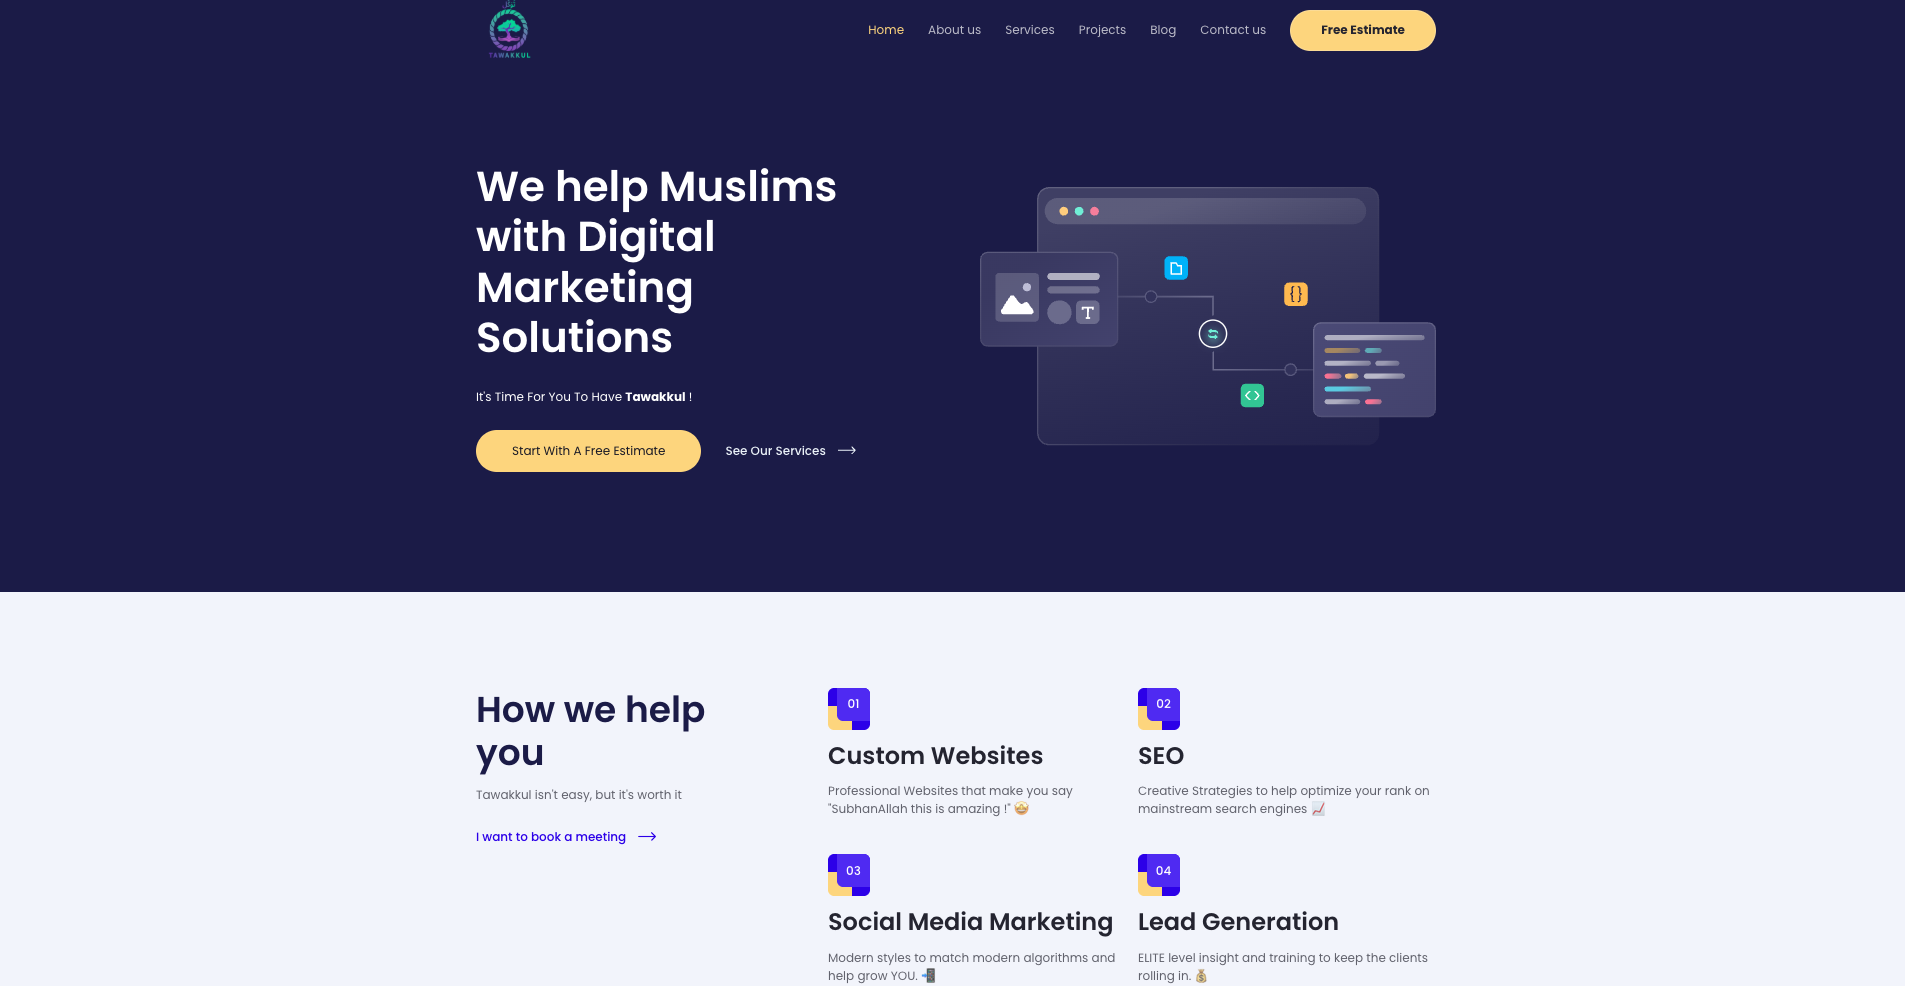 TAWAKKUL
Home
About us
Services
Projects
Blog
Contact us
Free Estimate
We help Muslims
with Digital
Marketing
Solutions
It's Time For You To Have Tawakkul !
Start With A Free Estimate
See Our Services
T
{}
<>
How we help
you
Tawakkul isn't easy, but it's worth it
I want to book a meeting
01
Custom Websites
Professional Websites that make you say
"SubhanAllah this is amazing !" 🤩
02
SEO
Creative Strategies to help optimize your rank on
mainstream search engines 📈
03
Social Media Marketing
Modern styles to match modern algorithms and
help grow YOU. 📲
04
Lead Generation
ELITE level insight and training to keep the clients
rolling in. 💰